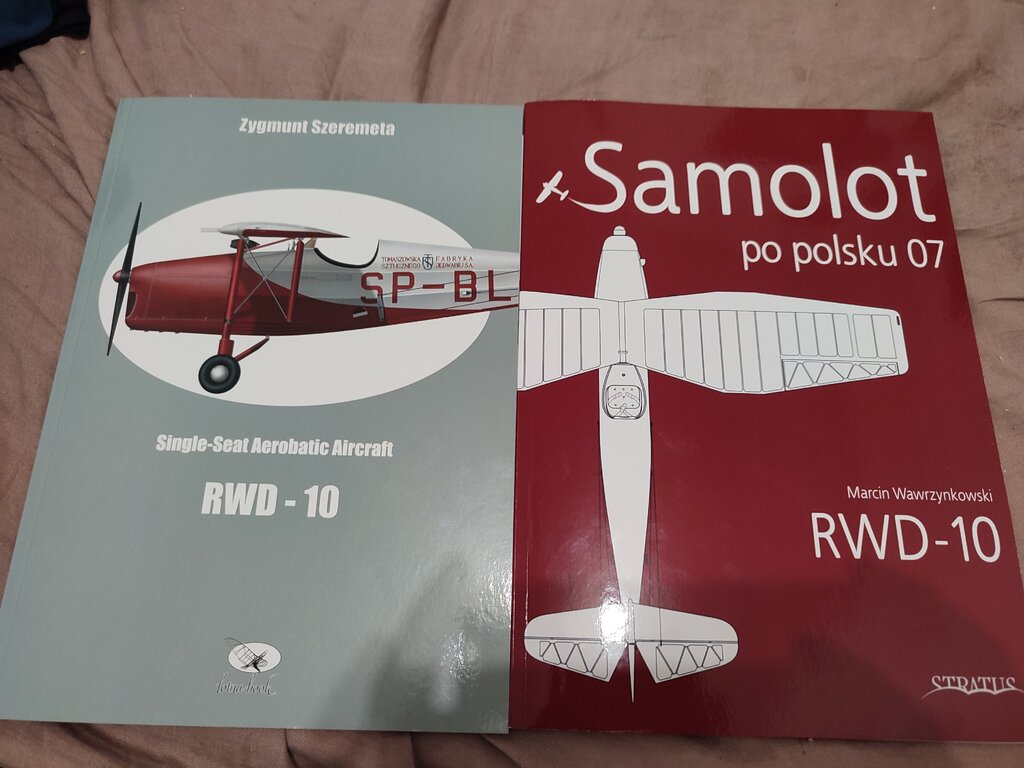 Zygmunt Szeremeta
TOMASZOWSKA FABRYKA
SZTUCZNEGO JEDWABIU S.A.
SP-BL
Single-Seat Aerobatic Aircraft
RWD - 10
Samolot
po polsku 07
Marcin Wawrzynkowski
RWD-10
STRATUS